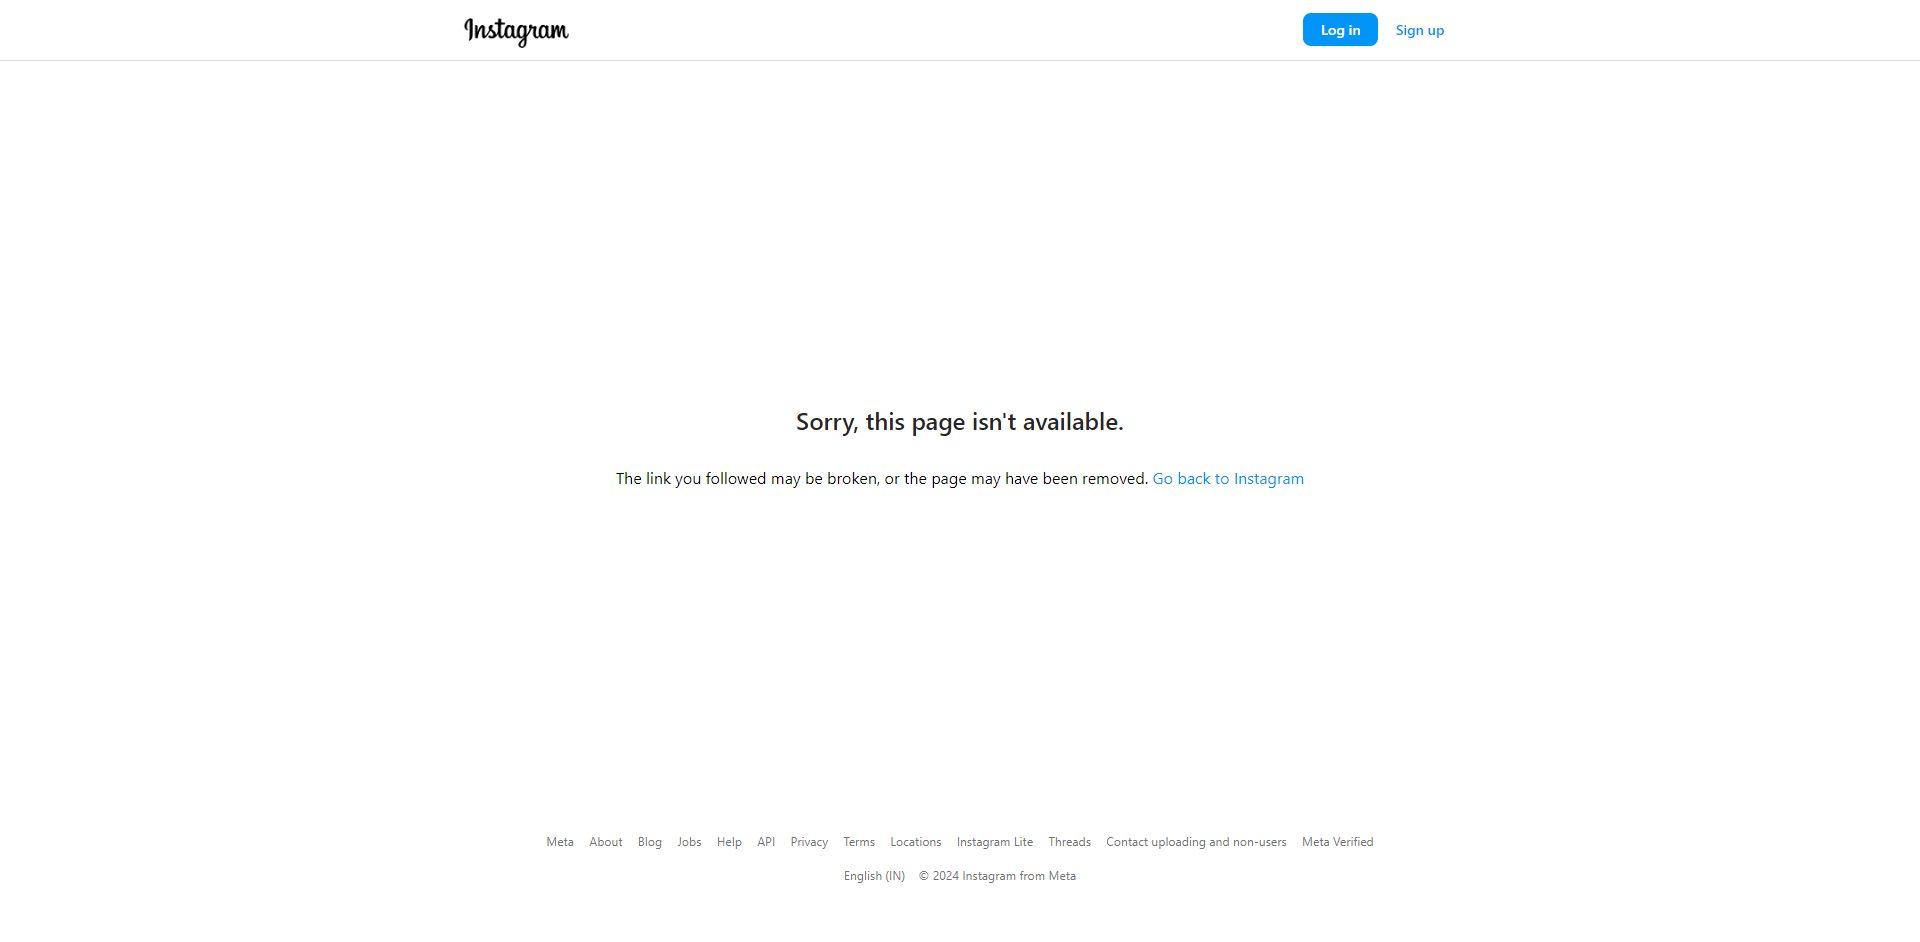 Instagram
Log in
Sign up
Sorry, this page isn't available.
The link you followed may be broken, or the page may have been removed. Go back to Instagram
Meta About Blog Jobs Help API Privacy Terms Locations Instagram Lite Threads Contact uploading and non-users Meta Verified
English (IN) © 2024 Instagram from Meta